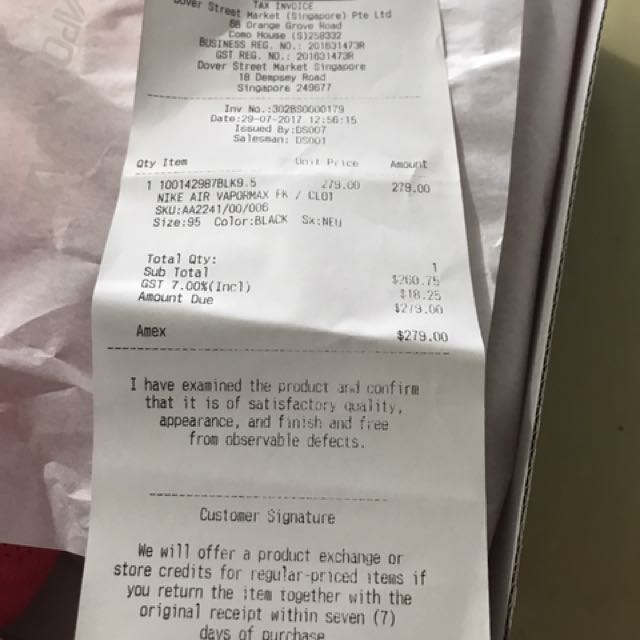 TAX INVOICE
Dover Street Market (Singapore) Pte Ltd
6B Orange Grove Road
Como House (S)258332
BUSINESS REG. NO.: 201631473R
GST REG. NO.: 201631473R
Dover Street Market Singapore
18 Dempsey Road
Singapore 249677
Inv No.:3028S0000179
Date:29-07-2017 12:56:15
Issued By:DS007
Salesman: DS001
Qty Item Unit Price Amount
1 100142987BLK9.5 279.00 279.00
NIKE AIR VAPORMAX FK / CLOT
SKU:AA2241/00/006
Size:95 Color:BLACK Sx:NEU
Total Qty: 1
Sub Total $260.75
GST 7.00%(Incl) $18.25
Amount Due $279.00
Amex $279.00
I have examined the product and confirm
that it is of satisfactory quality,
appearance, and finish and free
from observable defects.
Customer Signature
We will offer a product exchange or
store credits for regular-priced items if
you return the item together with the
original receipt within seven (7)
days of purchase